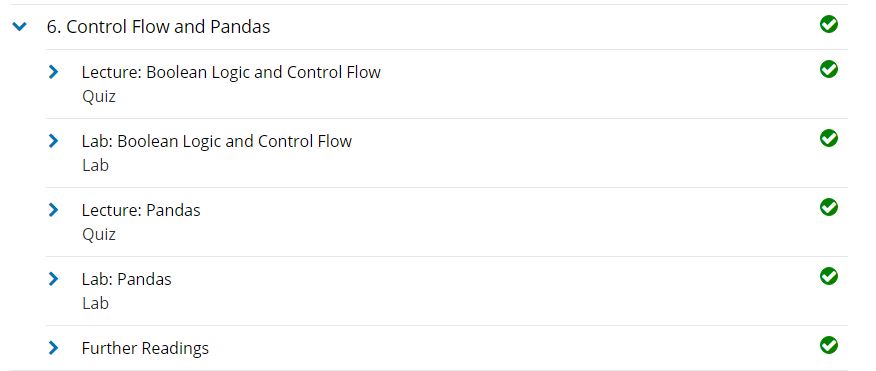 6. Control Flow and Pandas
Lecture: Boolean Logic and Control Flow
Quiz
Lab: Boolean Logic and Control Flow
Lab
Lecture: Pandas
Quiz
Lab: Pandas
Lab
Further Readings